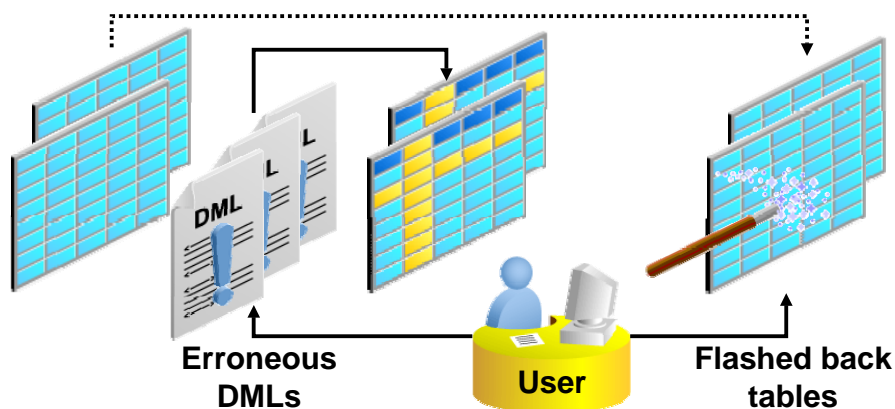 DML
Erroneous
DMLs
User
Flashed back
tables